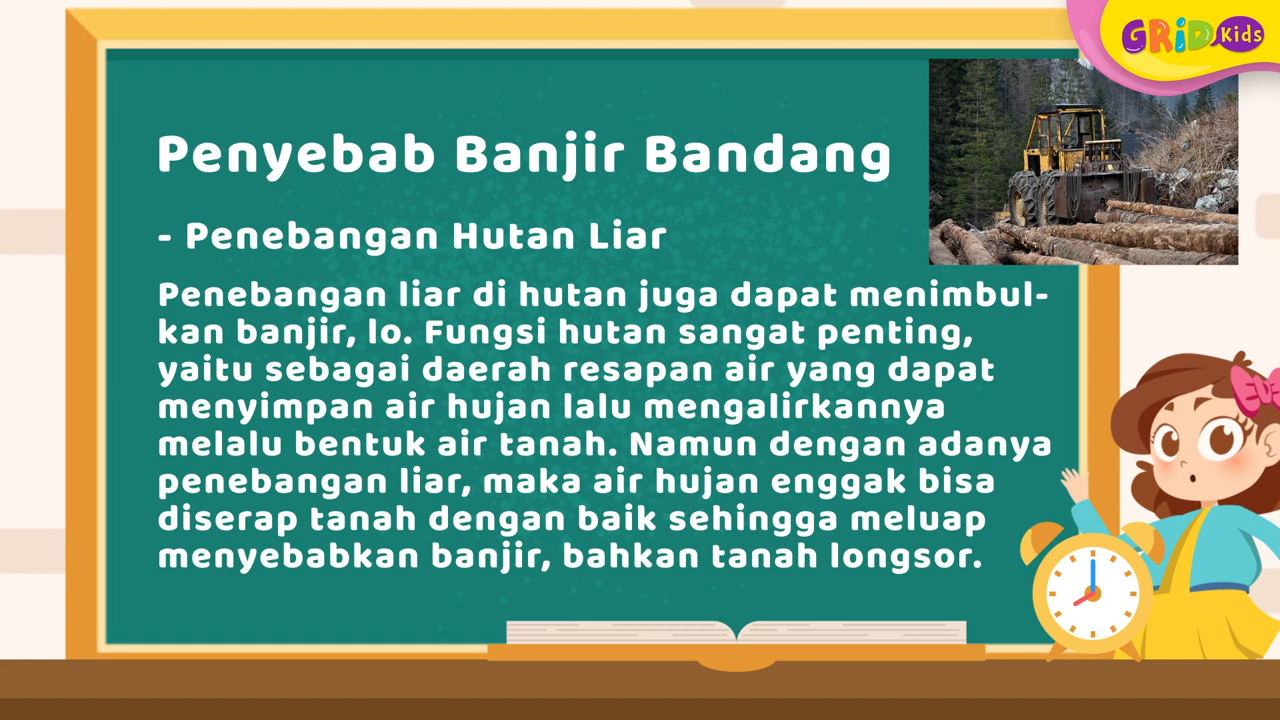 GRID Kids
Penyebab Banjir Bandang
- Penebangan Hutan Liar
Penebangan liar di hutan juga dapat menimbul-
kan banjir, lo. Fungsi hutan sangat penting,
yaitu sebagai daerah resapan air yang dapat
menyimpan air hujan lalu mengalirkannya
melalu bentuk air tanah. Namun dengan adanya
penebangan liar, maka air hujan enggak bisa
diserap tanah dengan baik sehingga meluap
menyebabkan banjir, bahkan tanah longsor.